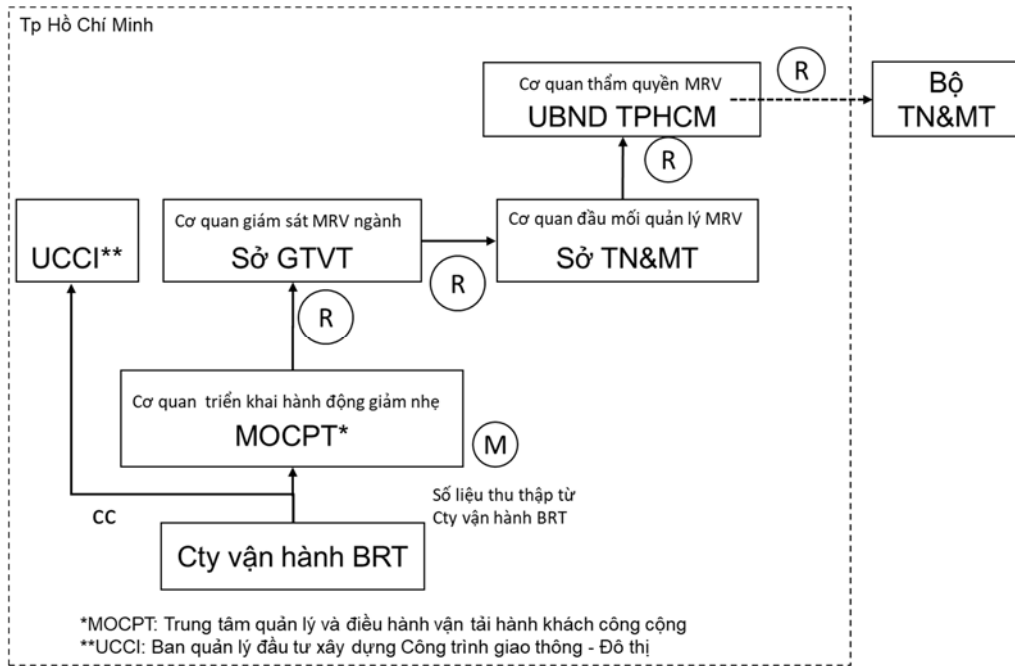 Tp Hồ Chí Minh
Cơ quan thẩm quyền MRV
UBND TPHCM
R
Bộ
TN&MT
R
UCCI**
Cơ quan giám sát MRV ngành
Sở GTVT
R
Cơ quan đầu mối quản lý MRV
Sở TN&MT
R
Cơ quan triển khai hành động giảm nhẹ
MOCPT*
M
Số liệu thu thập từ
Cty vận hành BRT
cc
Cty vận hành BRT
*MOCPT: Trung tâm quản lý và điều hành vận tải hành khách công cộng
**UCCI: Ban quản lý đầu tư xây dựng Công trình giao thông - Đô thị